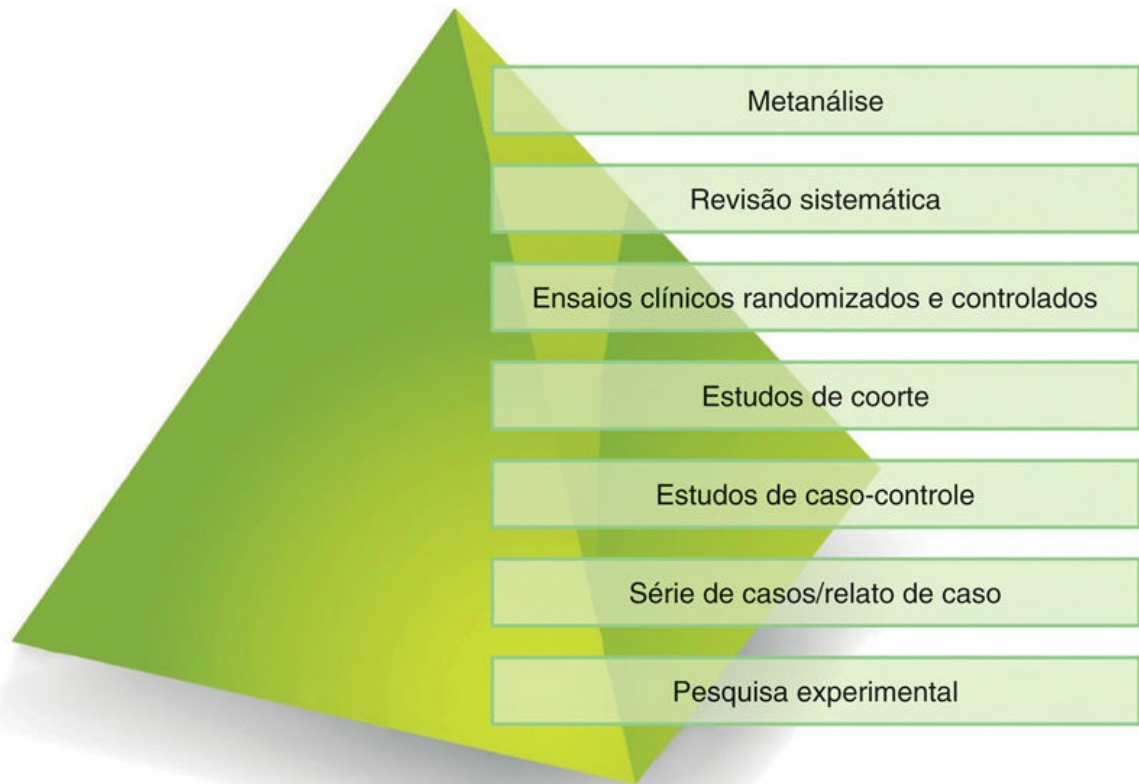 Metanálise
Revisão sistemática
Ensaios clínicos randomizados e controlados
Estudos de coorte
Estudos de caso-controle
Série de casos/relato de caso
Pesquisa experimental